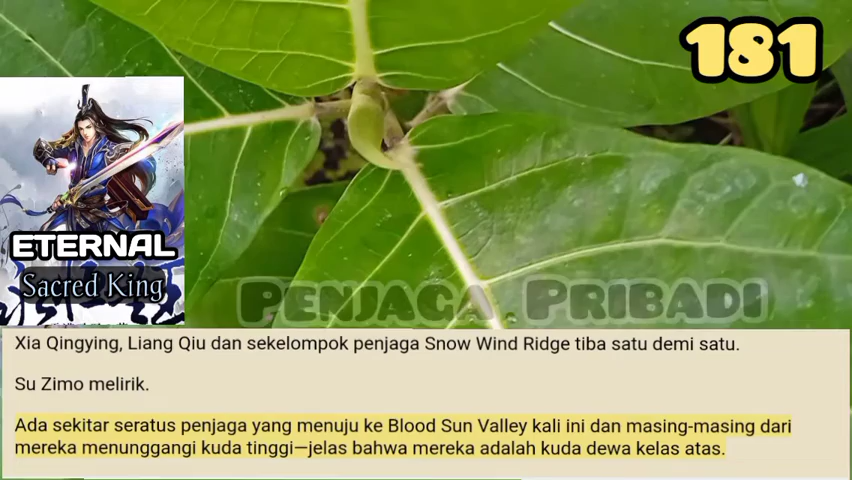 181
ETERNAL
Sacred King
PENJAGA PRIBADI
Xia Qingying, Liang Qiu dan sekelompok penjaga Snow Wind Ridge tiba satu demi satu.
Su Zimo melirik.
Ada sekitar seratus penjaga yang menuju ke Blood Sun Valley kali ini dan masing-masing dari
mereka menunggangi kuda tinggi—jelas bahwa mereka adalah kuda dewa kelas atas.